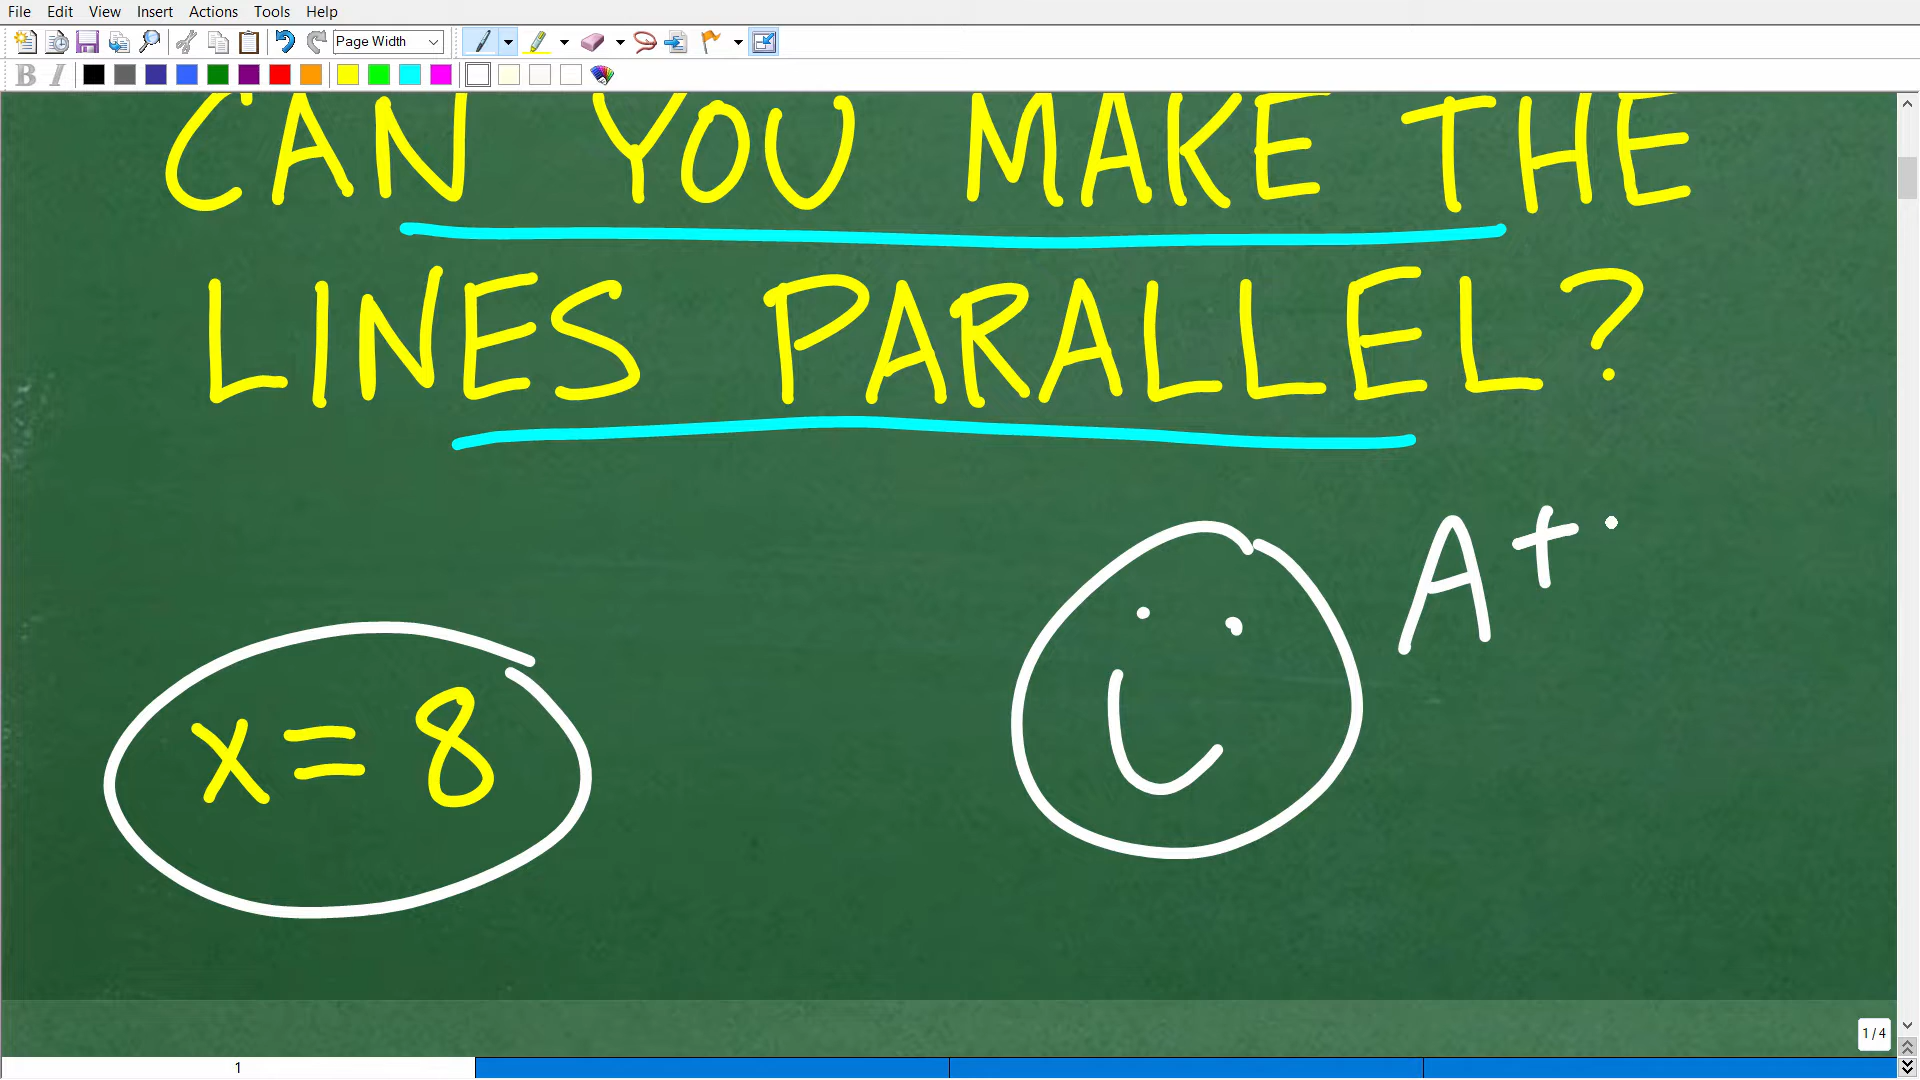 File Edit View Insert Actions Tools Help
Page Width
B I
CAN YOU MAKE THE
LINES PARALLEL?
A+
x = 8
1 / 4
1